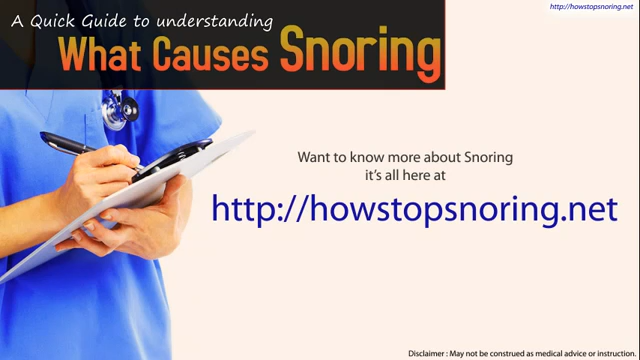 http://howstopsnoring.net
A Quick Guide to understanding
What Causes Snoring
Want to know more about Snoring
it's all here at
http://howstopsnoring.net
Disclaimer : May not be construed as medical advice or instruction.